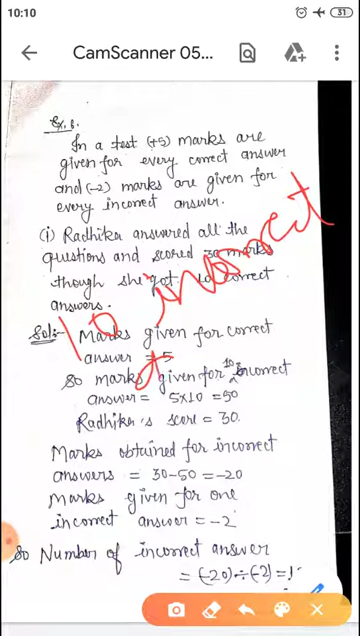 10:10
31
CamScanner 05...
Ex. 6.
In a test (+5) marks are
given for every correct answer
and (-2) marks are given for
every incorrect answer.
(i) Radhika answered all the
questions and scored 30 marks
though she got 10 correct
answers.
10 incorrect
Sol:- Marks given for correct
answer = 5
So marks given for 10 correct
answer = 5x10 = 50
Radhika's score = 30.
Marks obtained for incorrect
answers = 30-50 = -20
Marks given for one
incorrect answer = -2
So Number of incorrect answer
= (-20) ÷ (-2) =